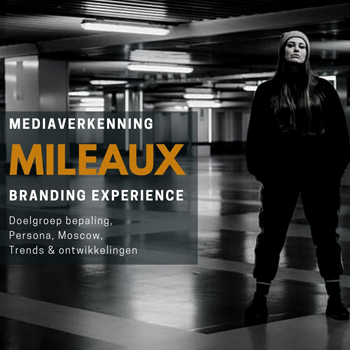 MEDIAVERKENNING
MILEAUX
BRANDING EXPERIENCE
Doelgroep bepaling,
Persona, Moscow,
Trends & ontwikkelingen